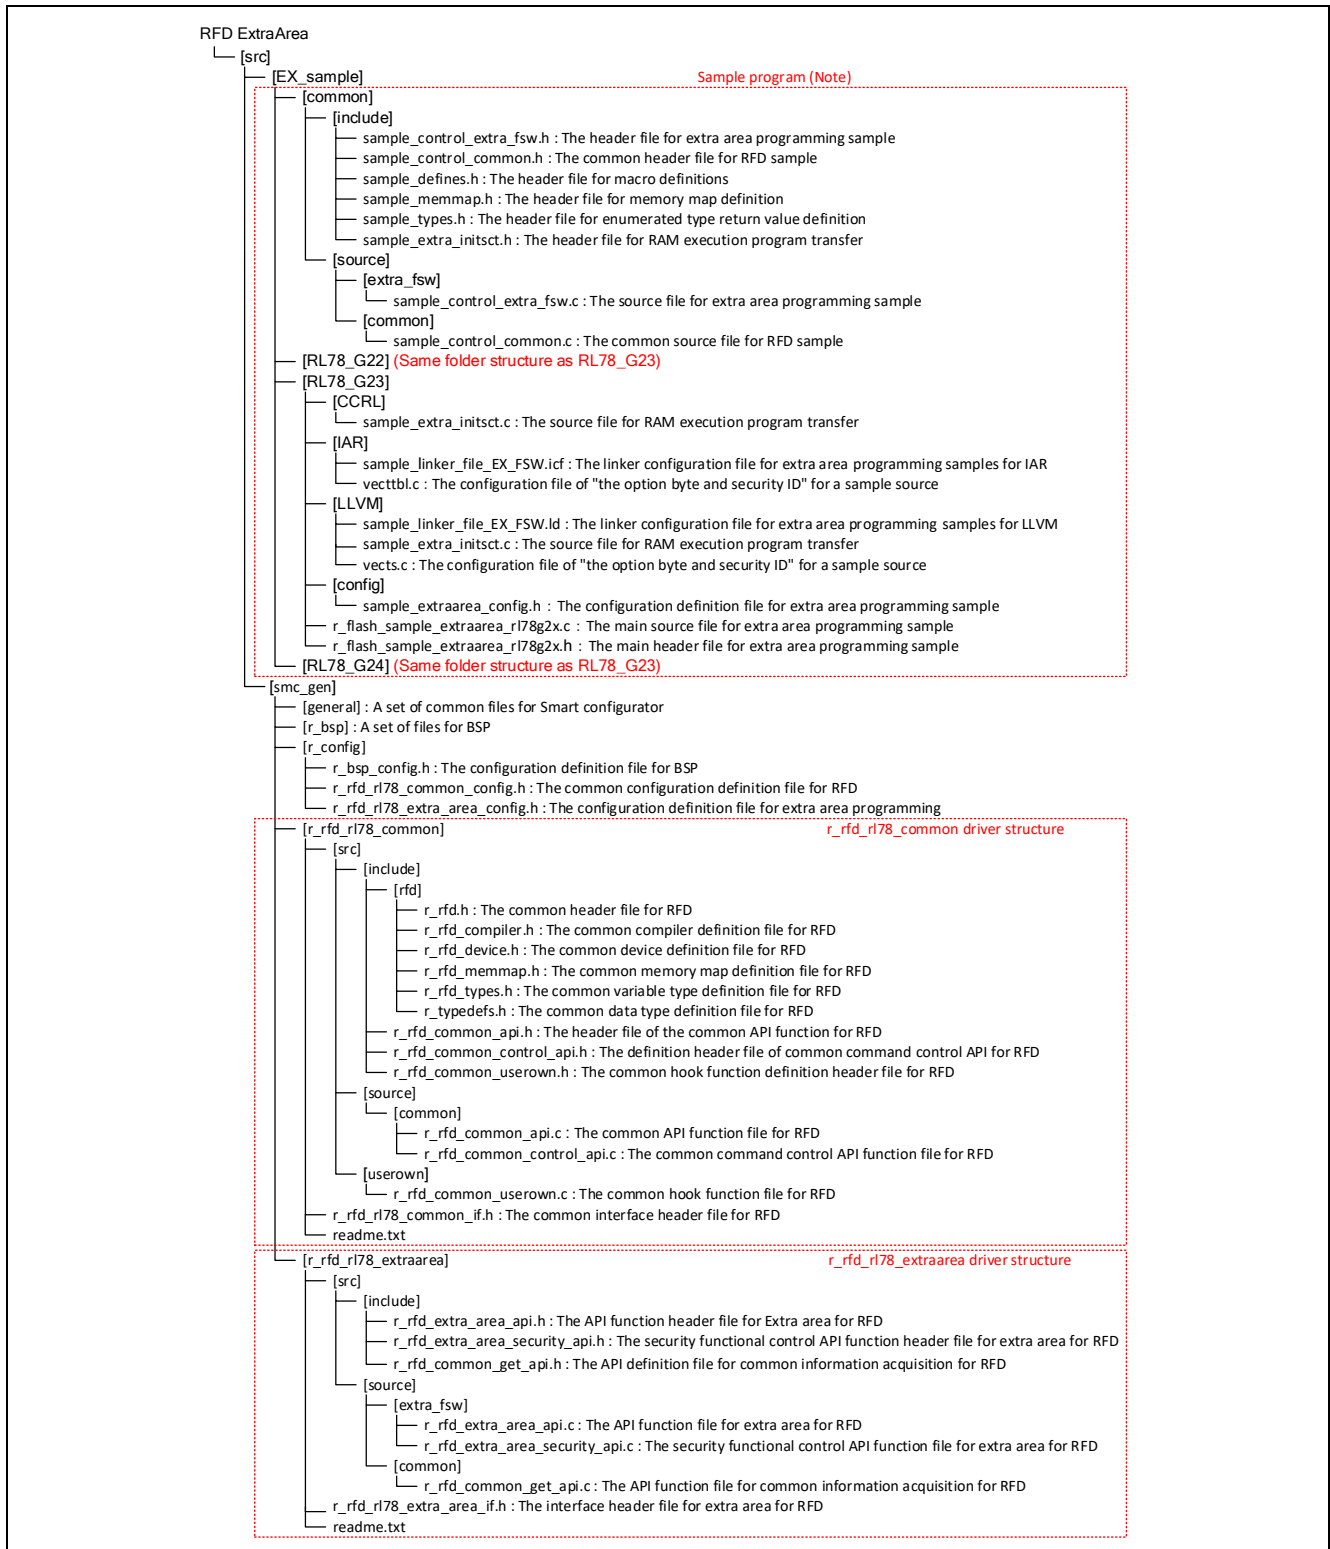 RFD ExtraArea
[src]
[EX_sample] Sample program (Note)
[common]
[include]
sample_control_extra_fsw.h : The header file for extra area programming sample
sample_control_common.h : The common header file for RFD sample
sample_defines.h : The header file for macro definitions
sample_memmap.h : The header file for memory map definition
sample_types.h : The header file for enumerated type return value definition
sample_extra_initsct.h : The header file for RAM execution program transfer
[source]
[extra_fsw]
sample_control_extra_fsw.c : The source file for extra area programming sample
[common]
sample_control_common.c : The common source file for RFD sample
[RL78_G22] (Same folder structure as RL78_G23)
[RL78_G23]
[CCRL]
sample_extra_initsct.c : The source file for RAM execution program transfer
[IAR]
sample_linker_file_EX_FSW.icf : The linker configuration file for extra area programming samples for IAR
vecttbl.c : The configuration file of "the option byte and security ID" for a sample source
[LLVM]
sample_linker_file_EX_FSW.ld : The linker configuration file for extra area programming samples for LLVM
sample_extra_initsct.c : The source file for RAM execution program transfer
vects.c : The configuration file of "the option byte and security ID" for a sample source
[config]
sample_extraarea_config.h : The configuration definition file for extra area programming sample
r_flash_sample_extraarea_rl78g2x.c : The main source file for extra area programming sample
r_flash_sample_extraarea_rl78g2x.h : The main header file for extra area programming sample
[RL78_G24] (Same folder structure as RL78_G23)
[smc_gen]
[general] : A set of common files for Smart configurator
[r_bsp] : A set of files for BSP
[r_config]
r_bsp_config.h : The configuration definition file for BSP
r_rfd_rl78_common_config.h : The common configuration definition file for RFD
r_rfd_rl78_extra_area_config.h : The configuration definition file for extra area programming
[r_rfd_rl78_common] r_rfd_rl78_common driver structure
[src]
[include]
[rfd]
r_rfd.h : The common header file for RFD
r_rfd_compiler.h : The common compiler definition file for RFD
r_rfd_device.h : The common device definition file for RFD
r_rfd_memmap.h : The common memory map definition file for RFD
r_rfd_types.h : The common variable type definition file for RFD
r_typedefs.h : The common data type definition file for RFD
r_rfd_common_api.h : The header file of the common API function for RFD
r_rfd_common_control_api.h : The definition header file of common command control API for RFD
r_rfd_common_userown.h : The common hook function definition header file for RFD
[source]
[common]
r_rfd_common_api.c : The common API function file for RFD
r_rfd_common_control_api.c : The common command control API function file for RFD
[userown]
r_rfd_common_userown.c : The common hook function file for RFD
r_rfd_rl78_common_if.h : The common interface header file for RFD
readme.txt
[r_rfd_rl78_extraarea] r_rfd_rl78_extraarea driver structure
[src]
[include]
r_rfd_extra_area_api.h : The API function header file for Extra area for RFD
r_rfd_extra_area_security_api.h : The security functional control API function header file for extra area for RFD
r_rfd_common_get_api.h : The API definition file for common information acquisition for RFD
[source]
[extra_fsw]
r_rfd_extra_area_api.c : The API function file for extra area for RFD
r_rfd_extra_area_security_api.c : The security functional control API function file for extra area for RFD
[common]
r_rfd_common_get_api.c : The API function file for common information acquisition for RFD
r_rfd_rl78_extra_area_if.h : The interface header file for extra area for RFD
readme.txt